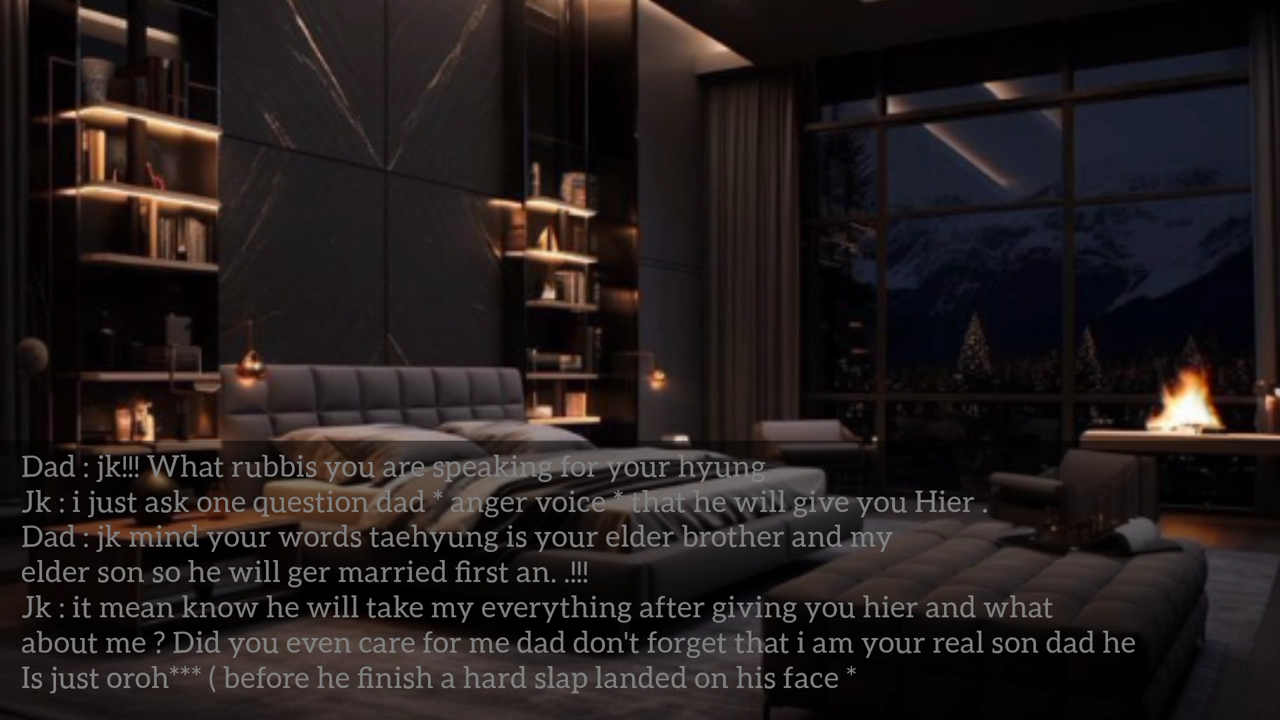 Dad : jk!!! What rubbis you are speaking for your hyung
Jk : i just ask one question dad * anger voice * that he will give you Hier .
Dad : jk mind your words taehyung is your elder brother and my
elder son so he will ger married first an. .!!!
Jk : it mean know he will take my everything after giving you hier and what
about me ? Did you even care for me dad don't forget that i am your real son dad he
Is just oroh*** ( before he finish a hard slap landed on his face *